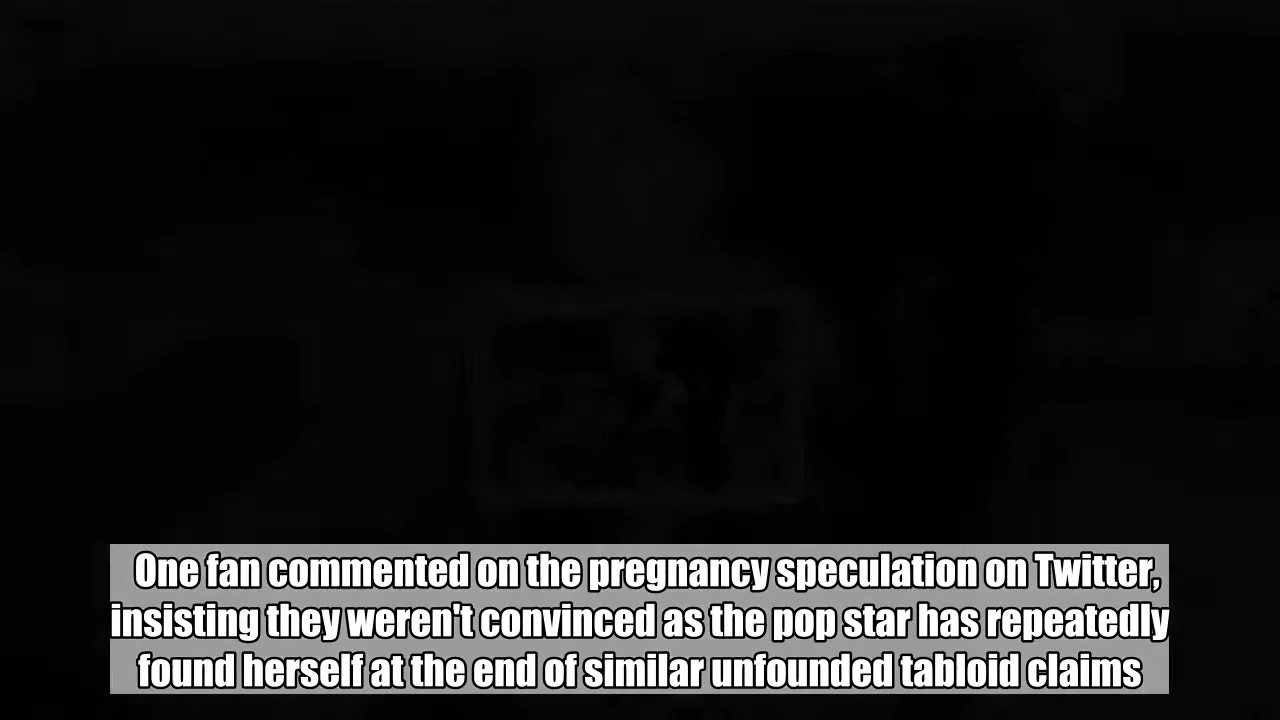 One fan commented on the pregnancy speculation on Twitter,
insisting they weren't convinced as the pop star has repeatedly
found herself at the end of similar unfounded tabloid claims